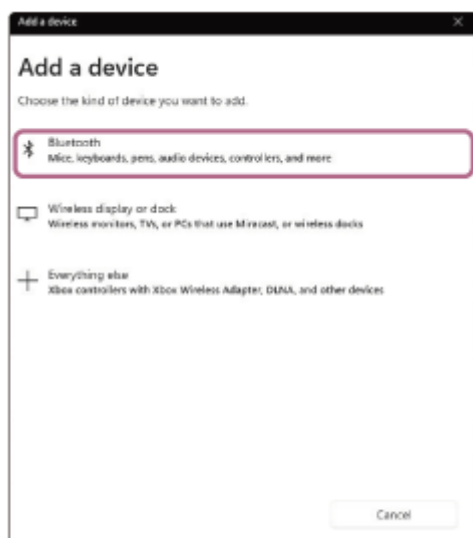 Add a device
Add a device
Choose the kind of device you want to add.
Bluetooth
Mice, keyboards, pens, audio devices, controllers, and more
Wireless display or dock
Wireless monitors, TVs, or PCs that use Miracast, or wireless docks
Everything else
Xbox controllers with Xbox Wireless Adapter, DLNA, and other devices
Cancel